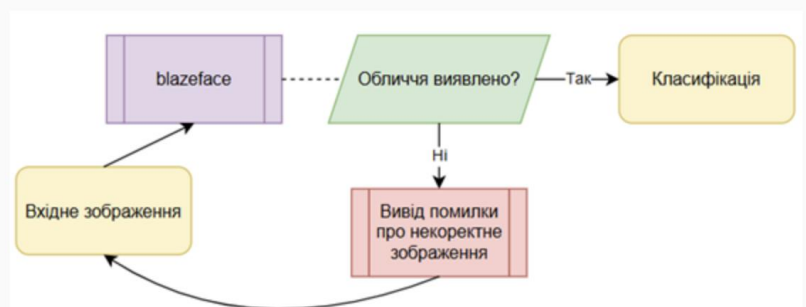 blazeface
Обличчя виявлено?
Так
Класифікація
Ні
Вхідне зображення
Вивід помилки
про некоректне
зображення